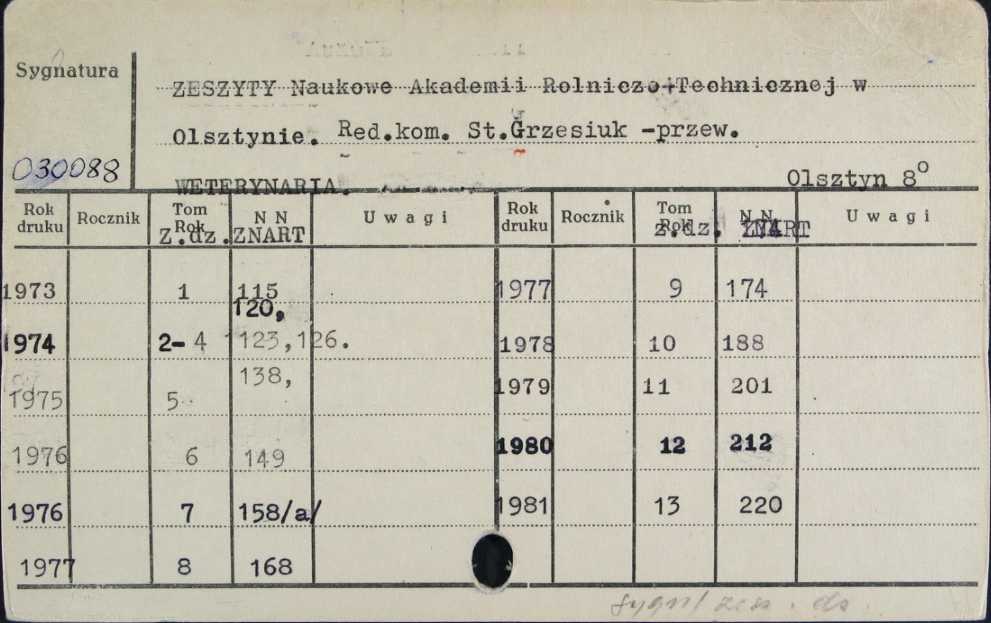 Sygnatura
ZESZYTY Naukowe Akademii Rolniczo-Technicznej w
Olsztynie. Red.kom. St.Grzesiuk -przew.
030088
WETERYNARIA.
Olsztyn 8°
Rok druku Rocznik Tom Rok N N Uwagi Rok druku Rocznik Tom Rok N N Uwagi
Z.dz. ZNART z.dz. ZNART
1973 1 115 1977 9 174
120,
1974 2-4 123,126. 1978 10 188
138,
1979 11 201
1975 5
1976 6 149 1980 12 212
1976 7 158/a/ 1981 13 220
1977 8 168